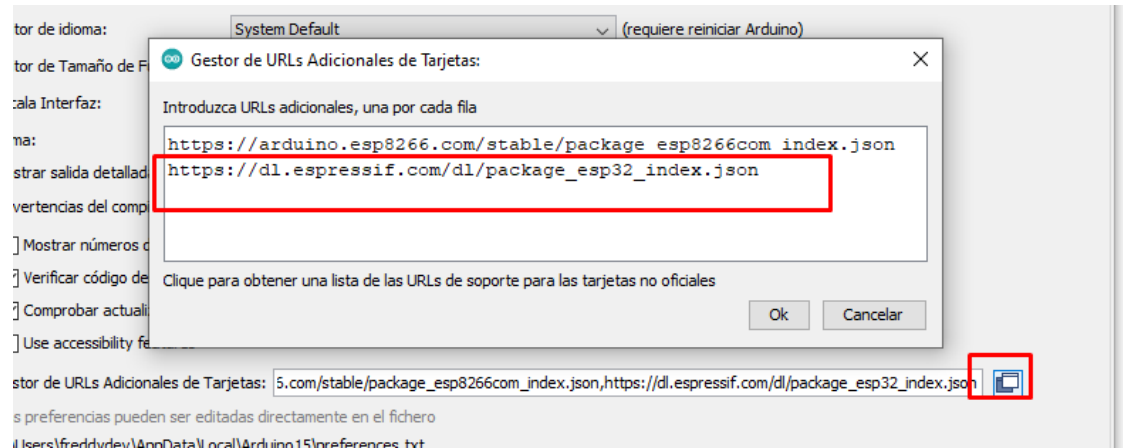 tor de idioma: System Default (requiere reiniciar Arduino)
tor de Tamaño de F
Gestor de URLs Adicionales de Tarjetas:
cala Interfaz:
Introduzca URLs adicionales, una por cada fila
ma:
https://arduino.esp8266.com/stable/package_esp8266com_index.json
strar salida detallad
https://dl.espressif.com/dl/package_esp32_index.json
vertencias del compi
Mostrar números d
Verificar código de
Clique para obtener una lista de las URLs de soporte para las tarjetas no oficiales
Comprobar actuali
Ok Cancelar
Use accessibility features
stor de URLs Adicionales de Tarjetas: 5.com/stable/package_esp8266com_index.json,https://dl.espressif.com/dl/package_esp32_index.json
s preferencias pueden ser editadas directamente en el fichero
Users\freddydev\AppData\Local\Arduino15\preferences.txt